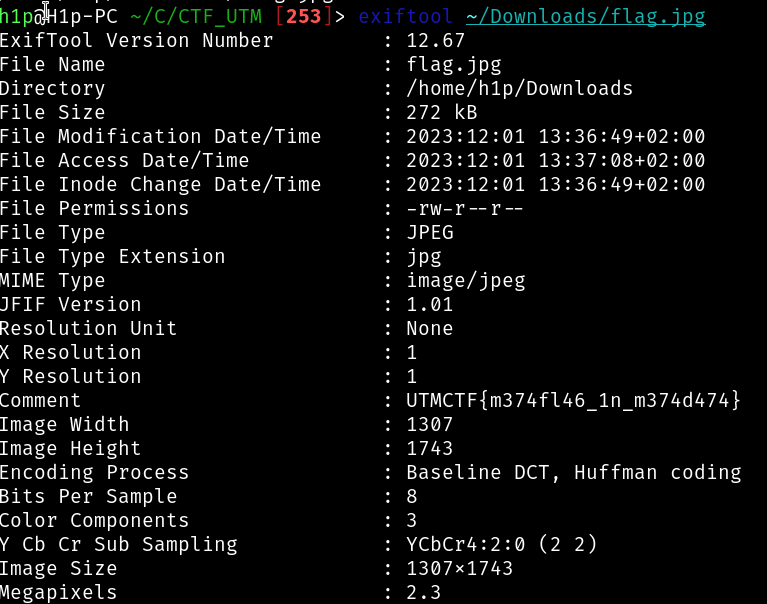 h1p@H1p-PC ~/C/CTF_UTM [253]> exiftool ~/Downloads/flag.jpg
ExifTool Version Number : 12.67
File Name : flag.jpg
Directory : /home/h1p/Downloads
File Size : 272 kB
File Modification Date/Time : 2023:12:01 13:36:49+02:00
File Access Date/Time : 2023:12:01 13:37:08+02:00
File Inode Change Date/Time : 2023:12:01 13:36:49+02:00
File Permissions : -rw-r--r--
File Type : JPEG
File Type Extension : jpg
MIME Type : image/jpeg
JFIF Version : 1.01
Resolution Unit : None
X Resolution : 1
Y Resolution : 1
Comment : UTMCTF{m374fl46_1n_m374d474}
Image Width : 1307
Image Height : 1743
Encoding Process : Baseline DCT, Huffman coding
Bits Per Sample : 8
Color Components : 3
Y Cb Cr Sub Sampling : YCbCr4:2:0 (2 2)
Image Size : 1307×1743
Megapixels : 2.3